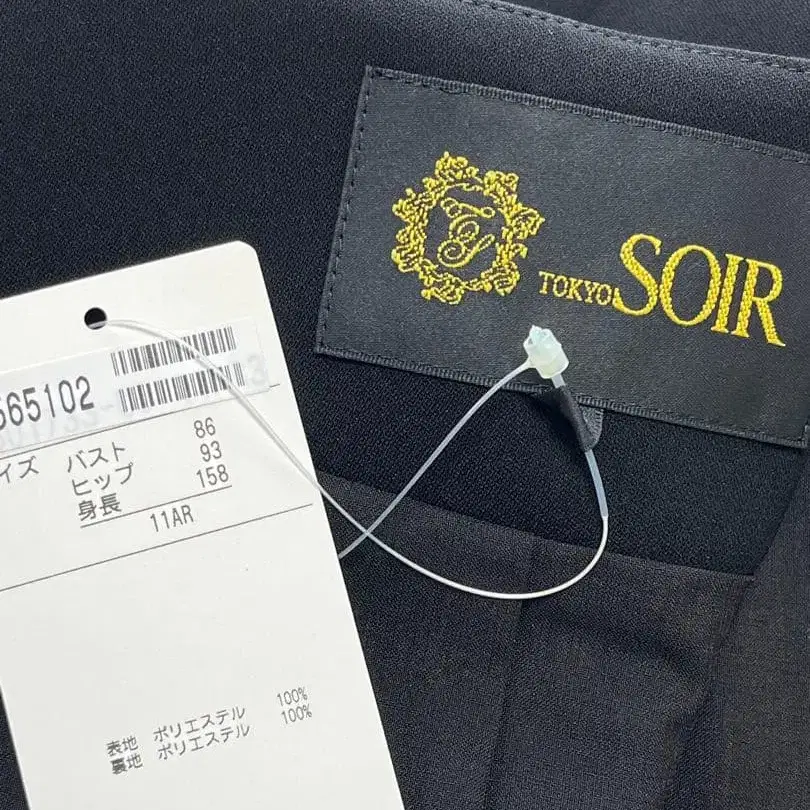 TOKYO SOIR
565102
イズ バスト 86
ヒップ 93
身長 158
11AR
表地 ポリエステル 100%
裏地 ポリエステル 100%